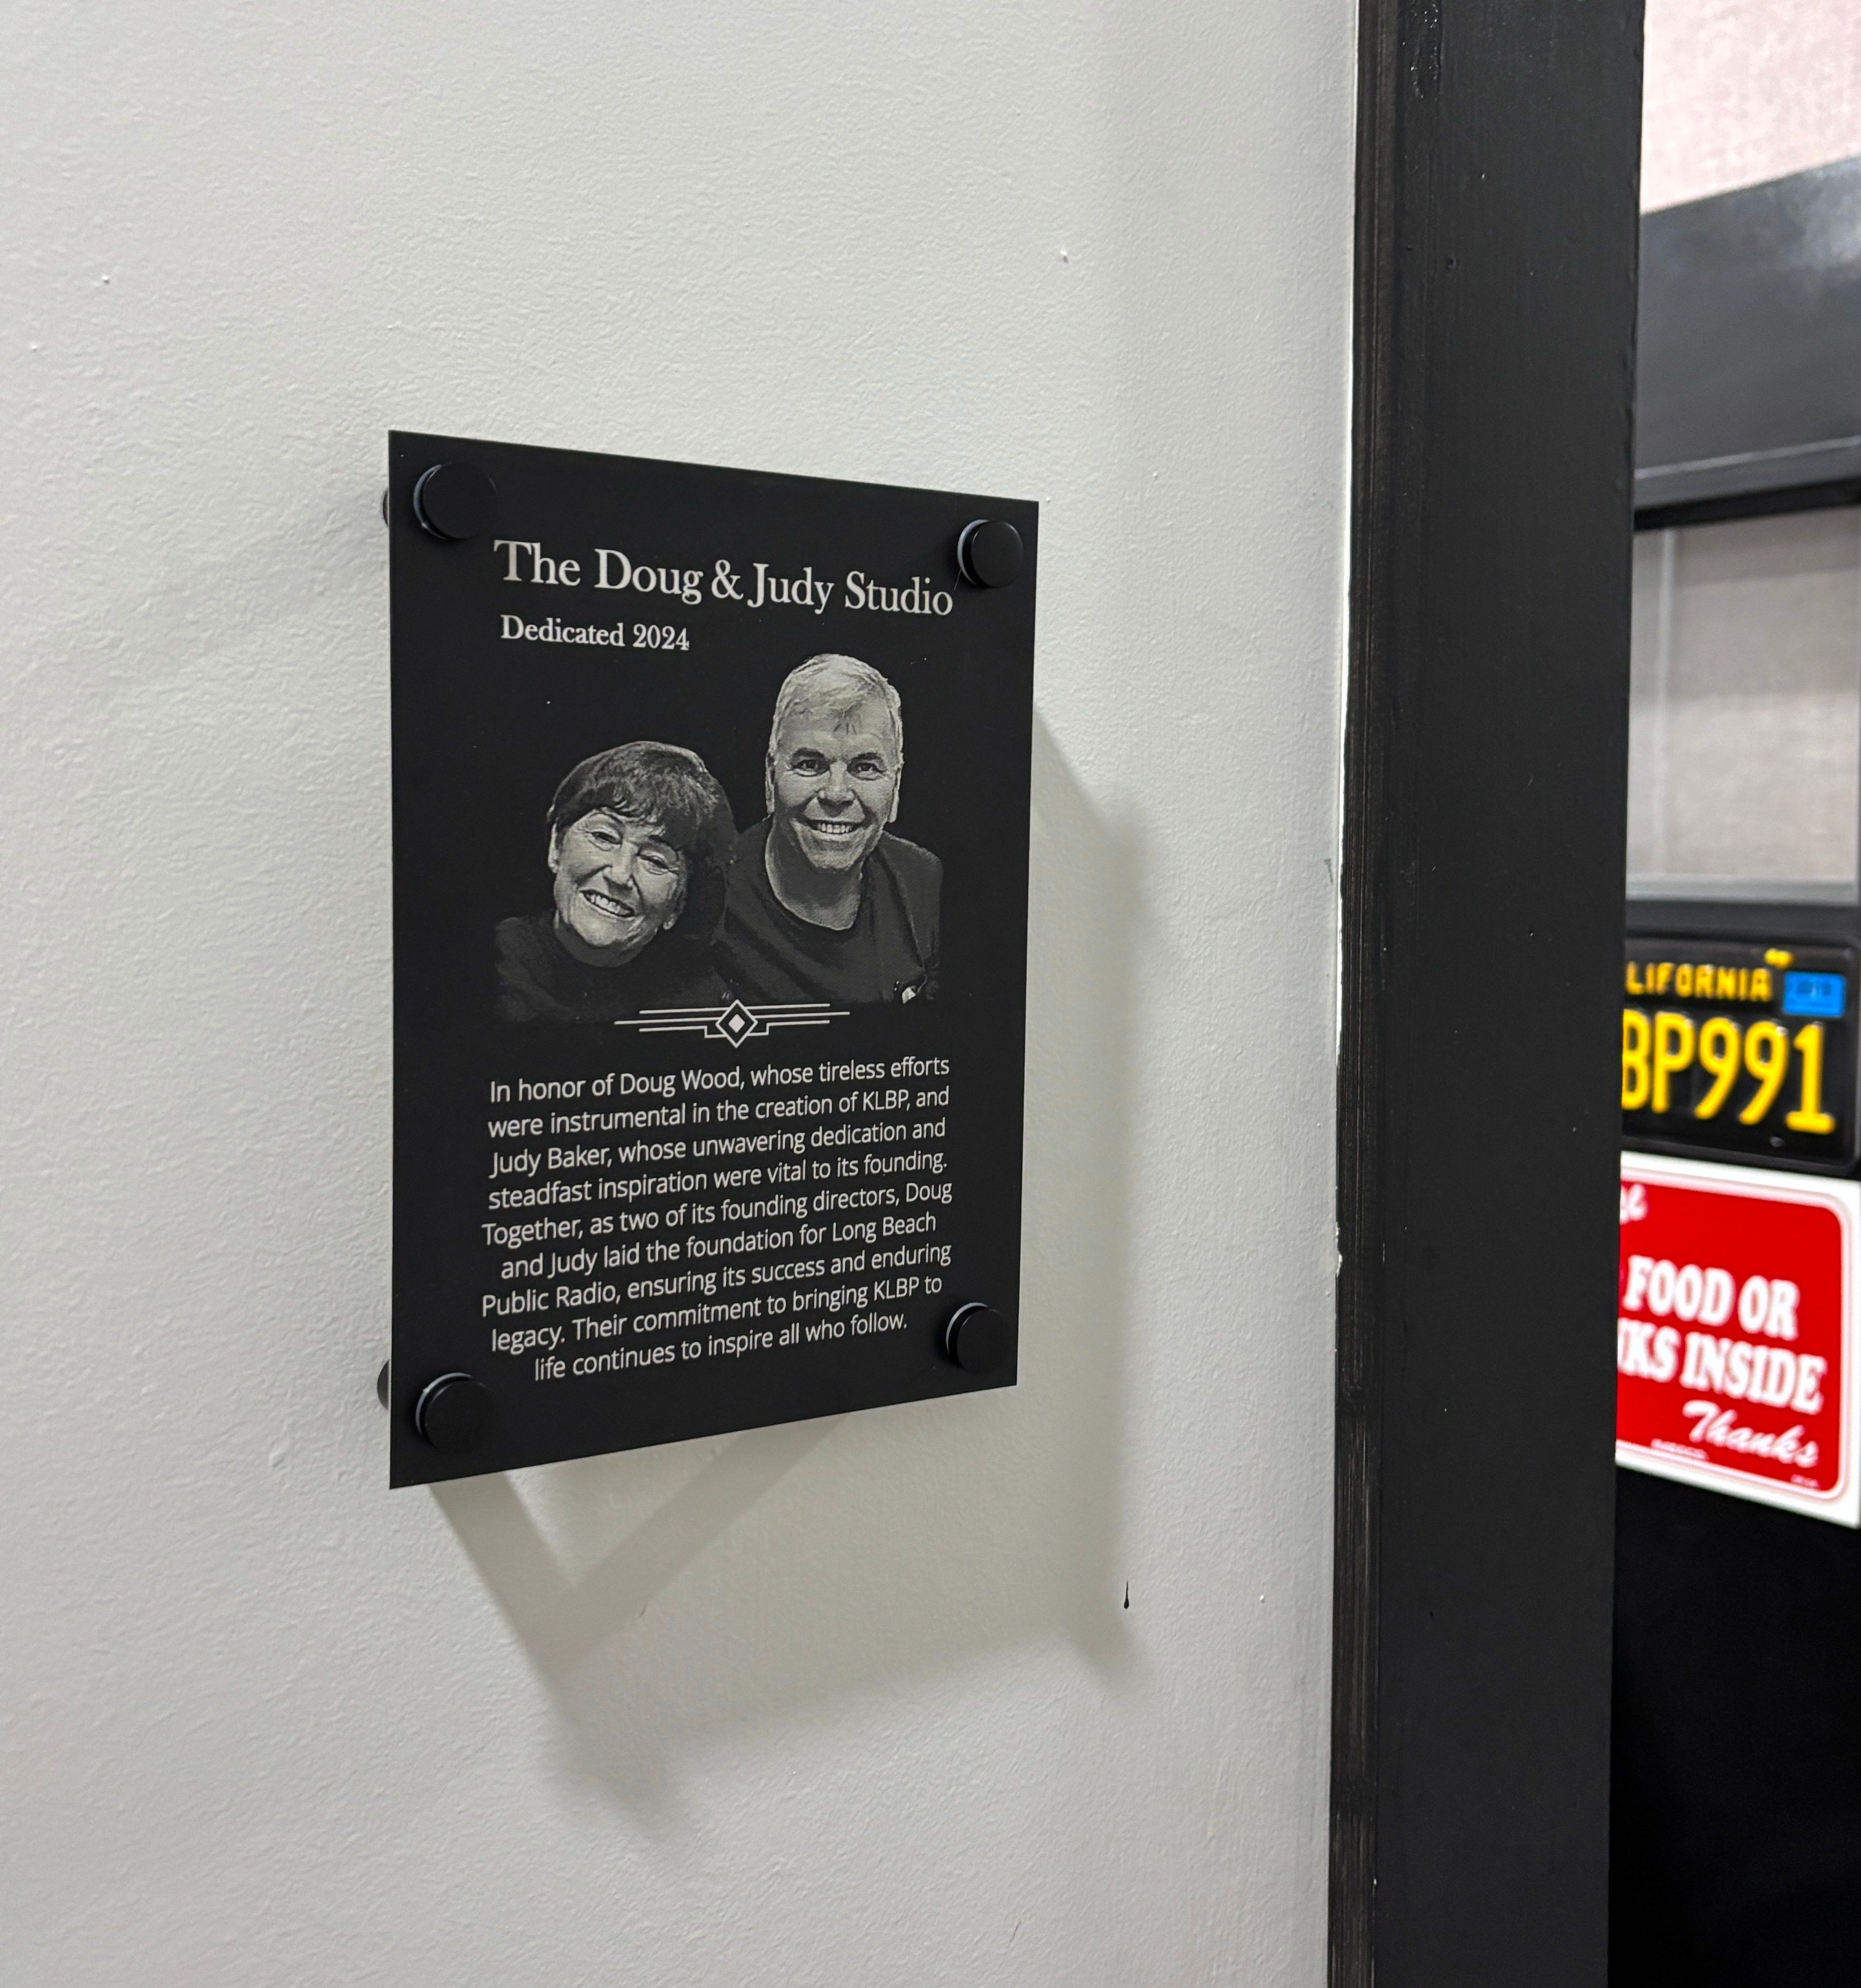 The Doug & Judy Studio
Dedicated 2024
In honor of Doug Wood, whose tireless efforts
were instrumental in the creation of KLBP, and
Judy Baker, whose unwavering dedication and
steadfast inspiration were vital to its founding.
Together, as two of its founding directors, Doug
and Judy laid the foundation for Long Beach
Public Radio, ensuring its success and enduring
legacy. Their commitment to bringing KLBP to
life continues to inspire all who follow.
LIFORNIA
BP991
FOOD OR
KS INSIDE
Thanks